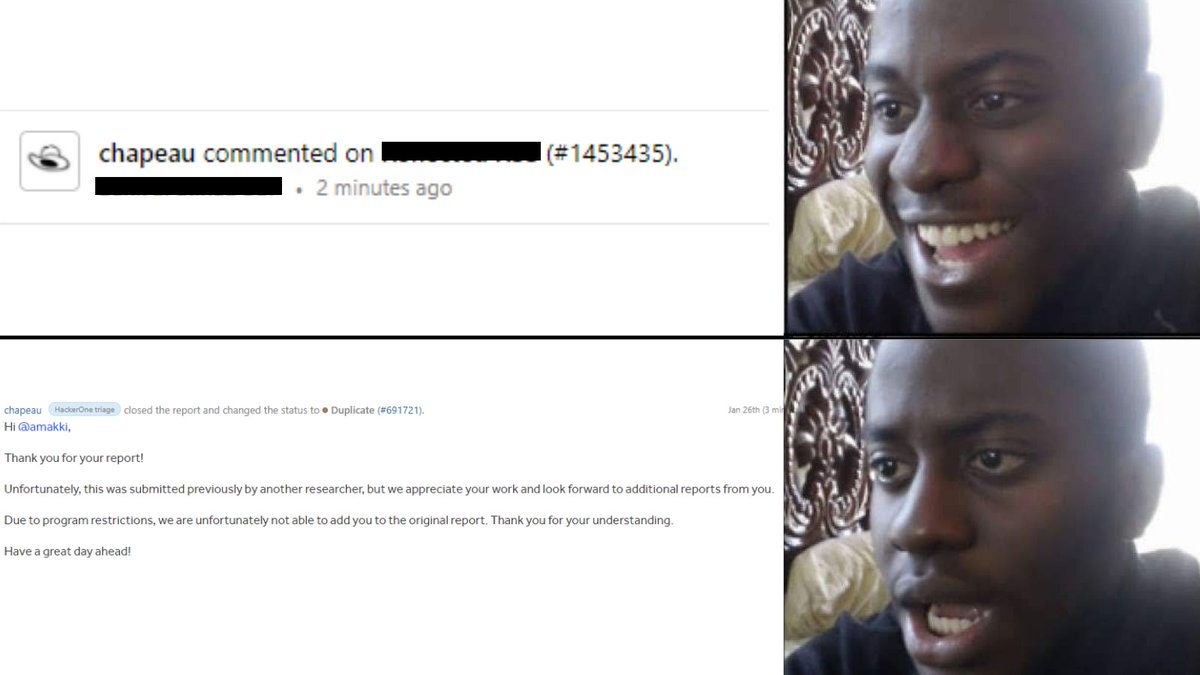 chapeau commented on (#1453435).
• 2 minutes ago
chapeau HackerOne triage closed the report and changed the status to • Duplicate (#691721). Jan 26th (3 min
Hi @amakki,
Thank you for your report!
Unfortunately, this was submitted previously by another researcher, but we appreciate your work and look forward to additional reports from you.
Due to program restrictions, we are unfortunately not able to add you to the original report. Thank you for your understanding.
Have a great day ahead!